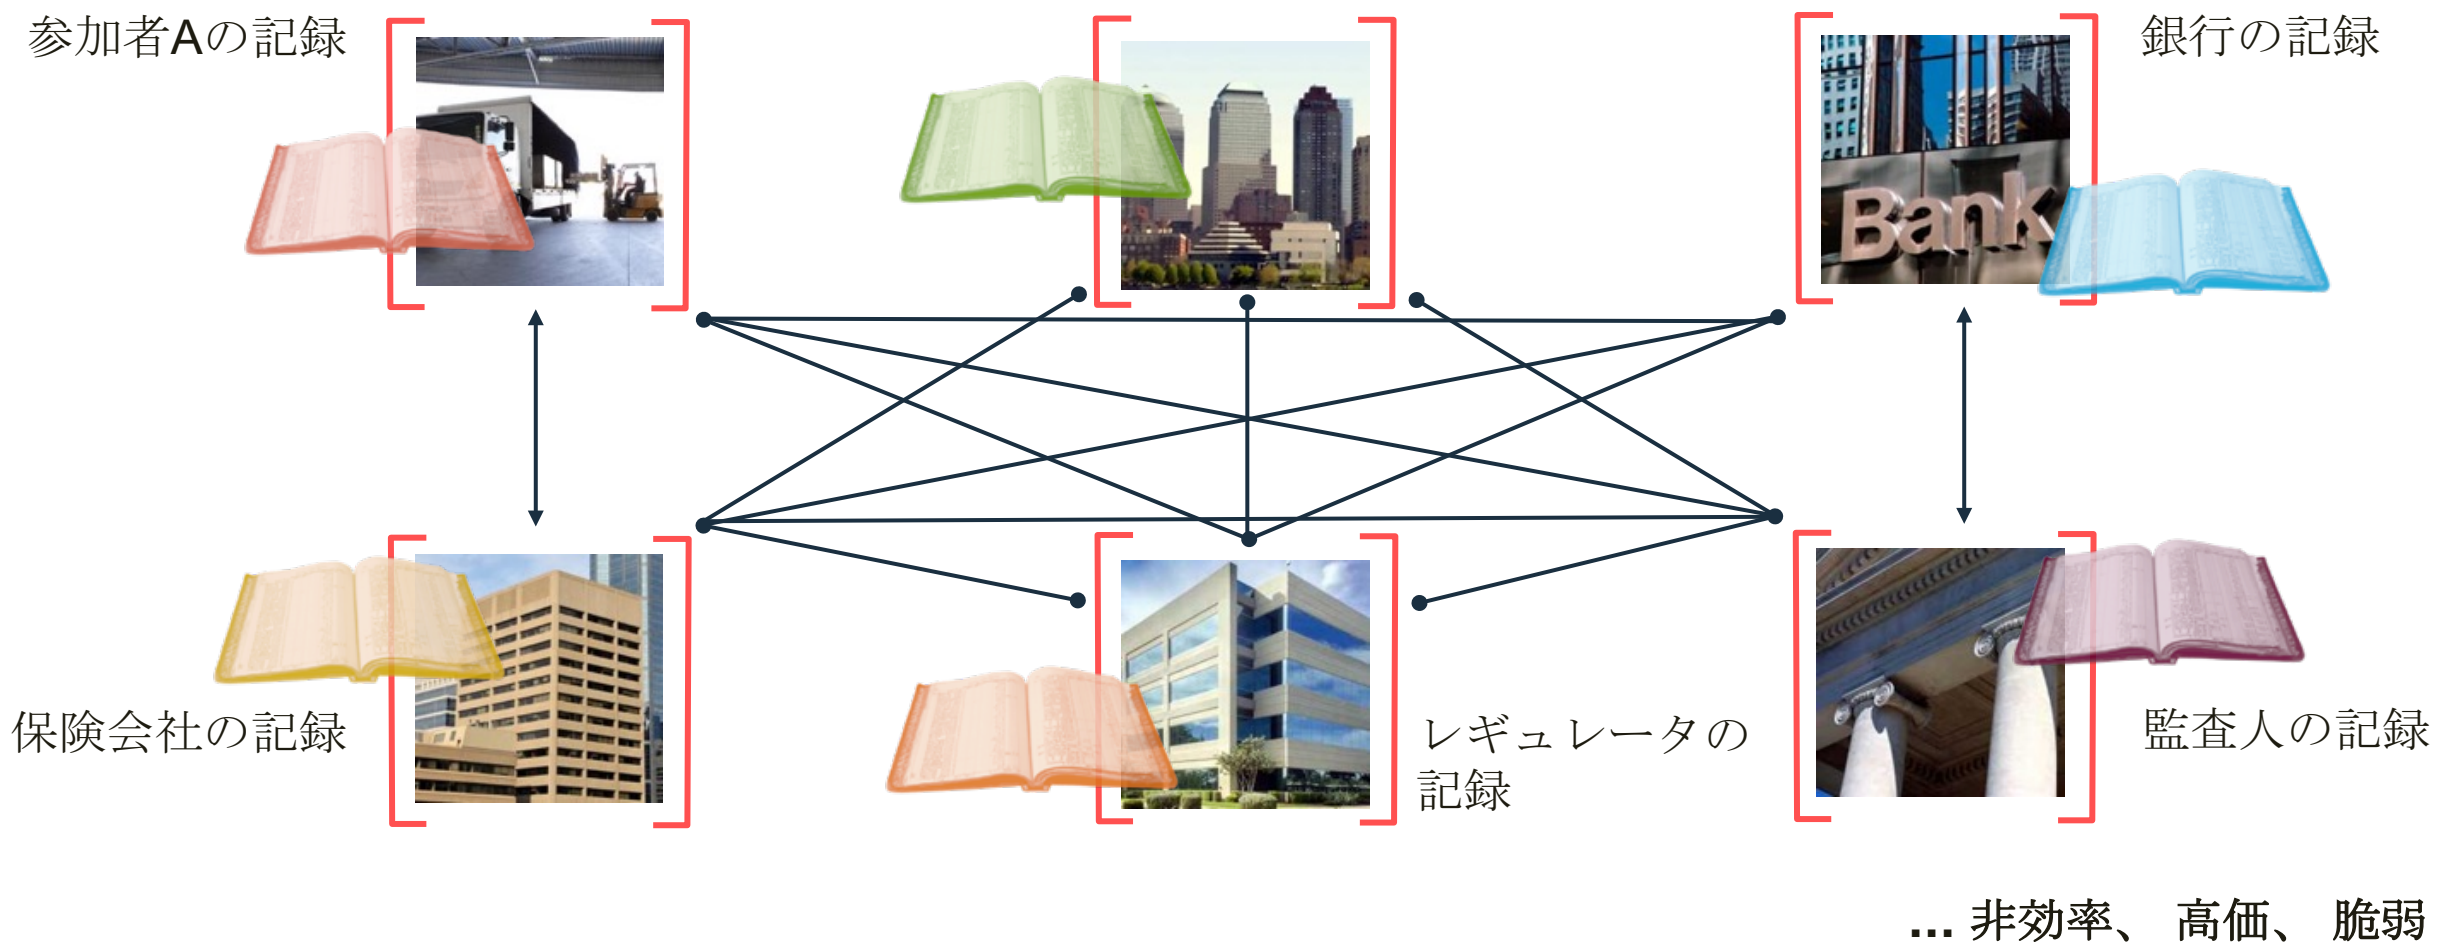 参加者Aの記録
銀行の記録
Bank
保険会社の記録
レギュレータの
記録
監査人の記録
... 非効率、 高価、 脆弱